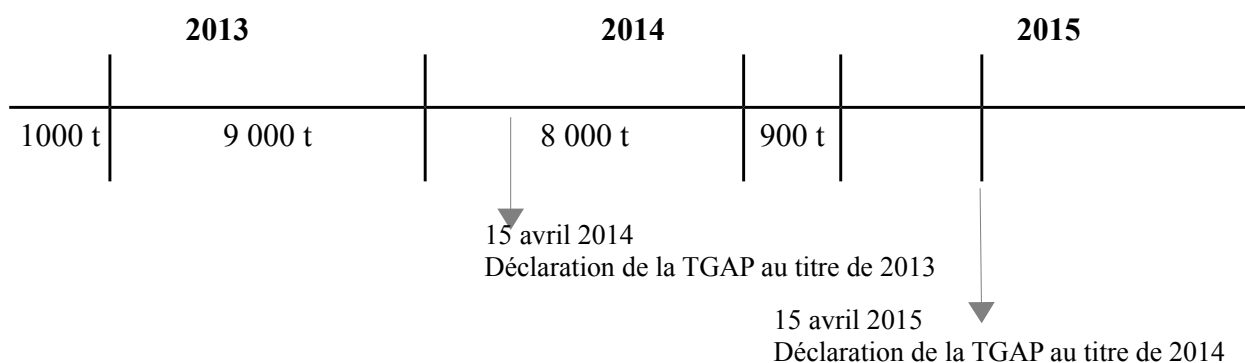 2013 2014 2015
1000 t 9 000 t 8 000 t 900 t
15 avril 2014
Déclaration de la TGAP au titre de 2013
15 avril 2015
Déclaration de la TGAP au titre de 2014